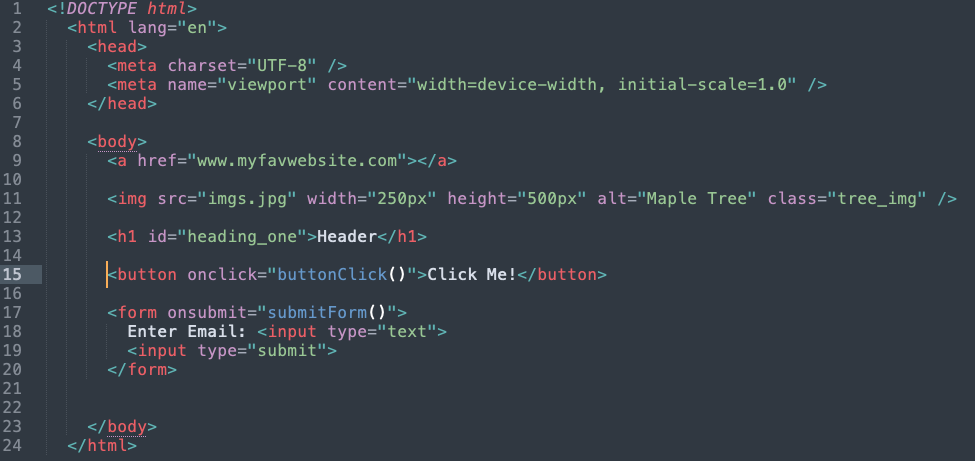 1 <!DOCTYPE html>
2 <html lang="en">
3 <head>
4 <meta charset="UTF-8" />
5 <meta name="viewport" content="width=device-width, initial-scale=1.0" />
6 </head>
7
8 <body>
9 <a href="www.myfavwebsite.com"></a>
10
11 <img src="imgs.jpg" width="250px" height="500px" alt="Maple Tree" class="tree_img" />
12
13 <h1 id="heading_one">Header</h1>
14
15 <button onclick="buttonClick()">Click Me!</button>
16
17 <form onsubmit="submitForm()">
18 Enter Email: <input type="text">
19 <input type="submit">
20 </form>
21
22
23 </body>
24 </html>